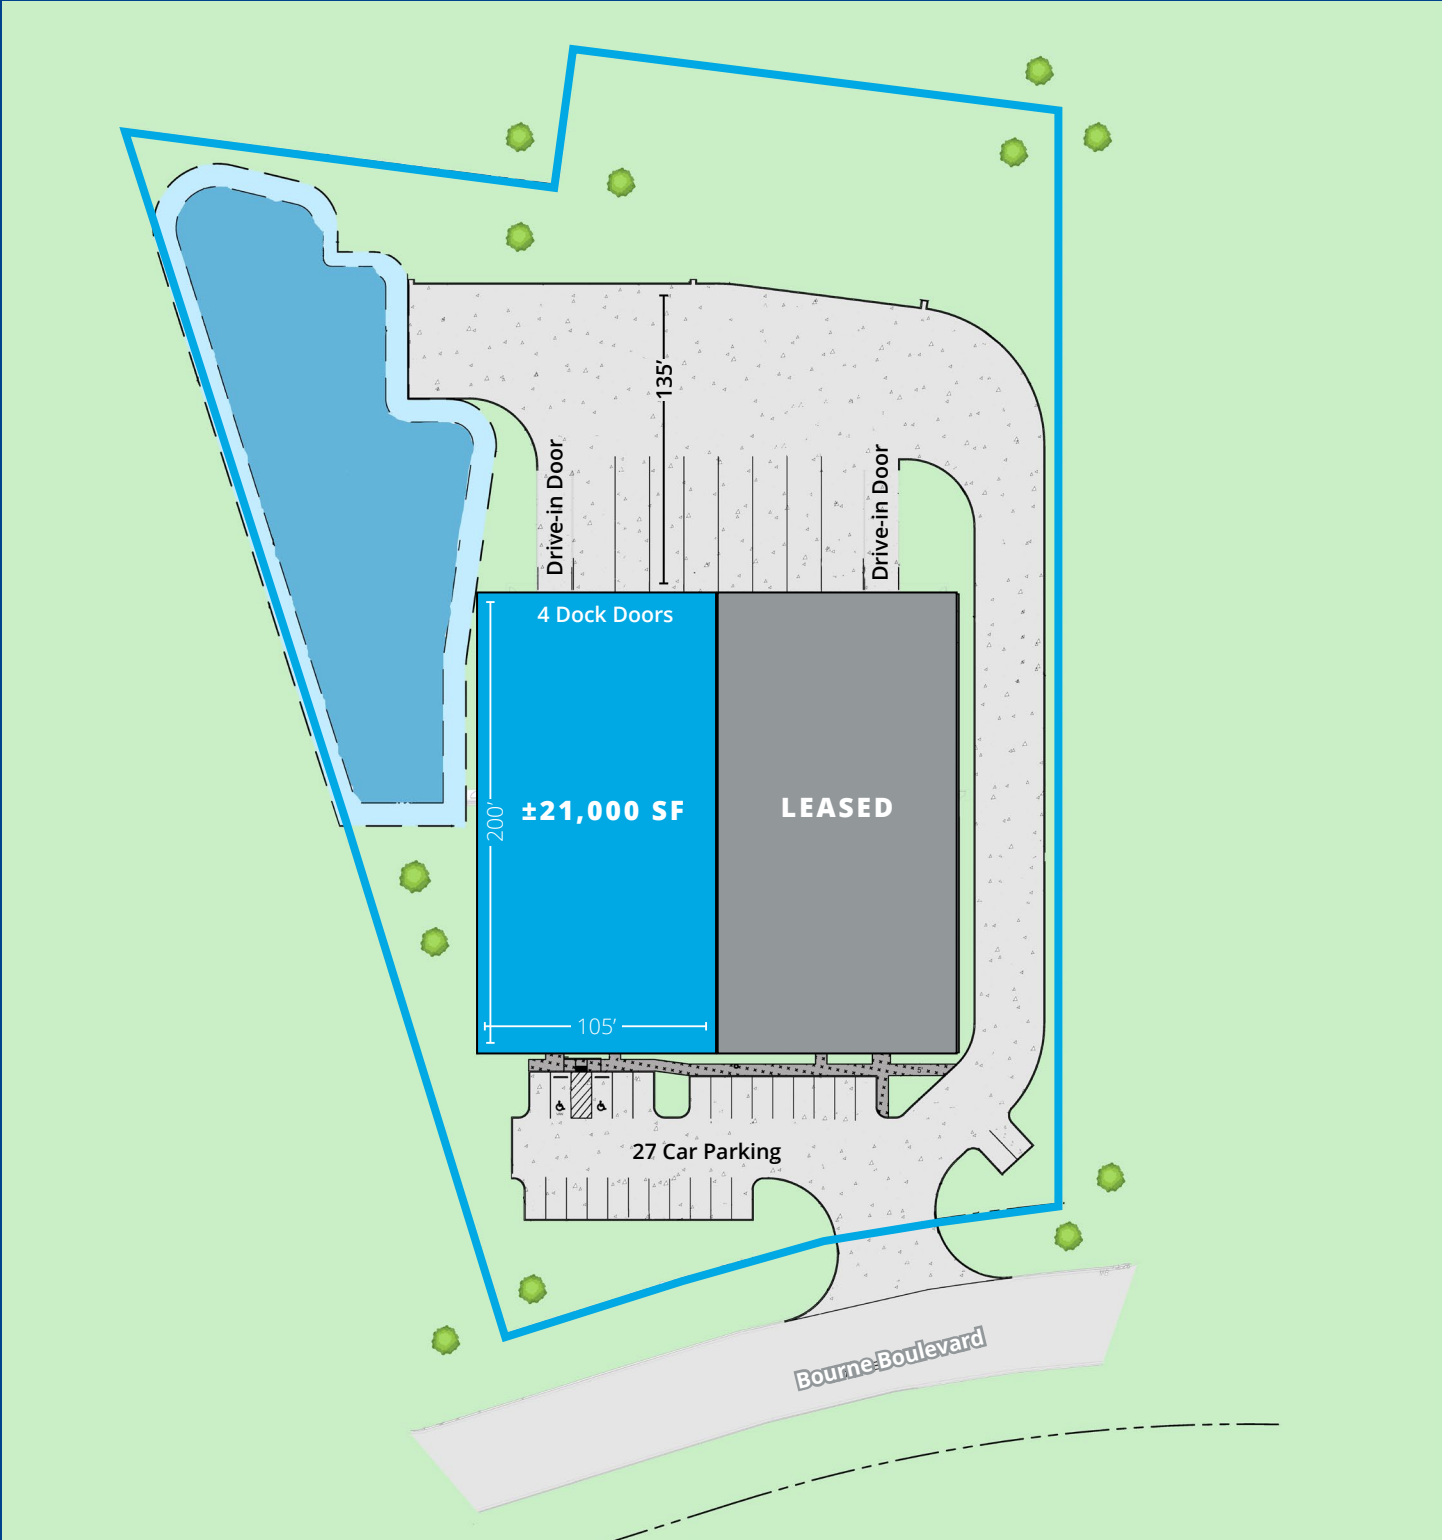 135’
Drive-in Door
Drive-in Door
4 Dock Doors
±21,000 SF
LEASED
200’
105’
5'
27 Car Parking
Bourne Boulevard